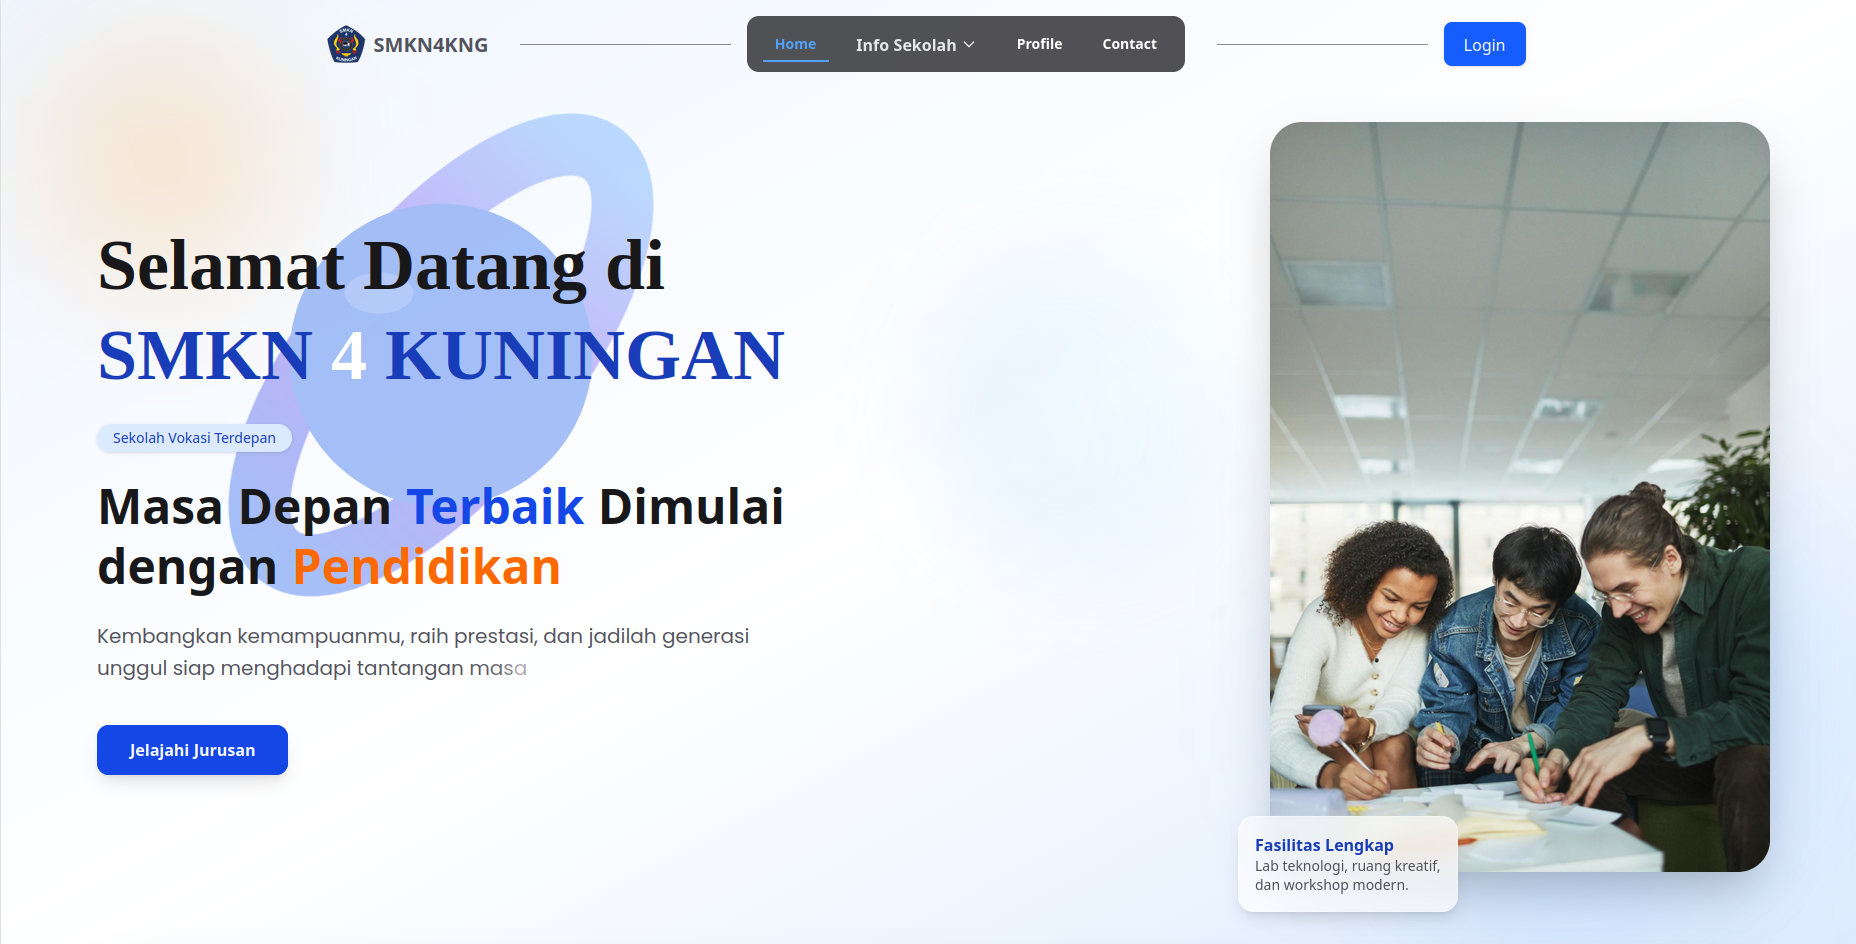 SMKN4KNG
Home
Info Sekolah
Profile
Contact
Login
Selamat Datang di
SMKN 4 KUNINGAN
Sekolah Vokasi Terdepan
Masa Depan Terbaik Dimulai
dengan Pendidikan
Kembangkan kemampuanmu, raih prestasi, dan jadilah generasi
unggul siap menghadapi tantangan masa
Jelajahi Jurusan
Fasilitas Lengkap
Lab teknologi, ruang kreatif,
dan workshop modern.